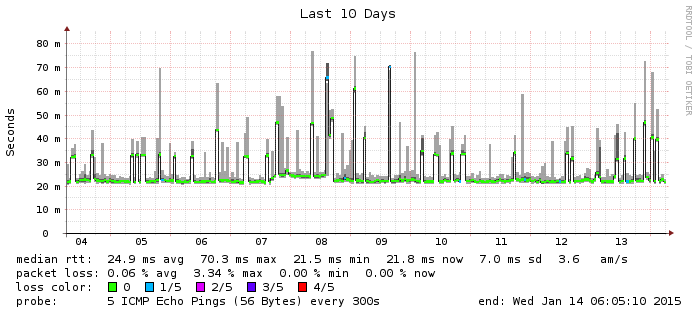 Last 10 Days
RRDTOOL / TOBI OETIKER
Seconds
80 m
70 m
60 m
50 m
40 m
30 m
20 m
10 m
0
04 05 06 07 08 09 10 11 12 13
median rtt: 24.9 ms avg 70.3 ms max 21.5 ms min 21.8 ms now 7.0 ms sd 3.6 am/s
packet loss: 0.06 % avg 3.34 % max 0.00 % min 0.00 % now
loss color: 0 1/5 2/5 3/5 4/5
probe: 5 ICMP Echo Pings (56 Bytes) every 300s end: Wed Jan 14 06:05:10 2015